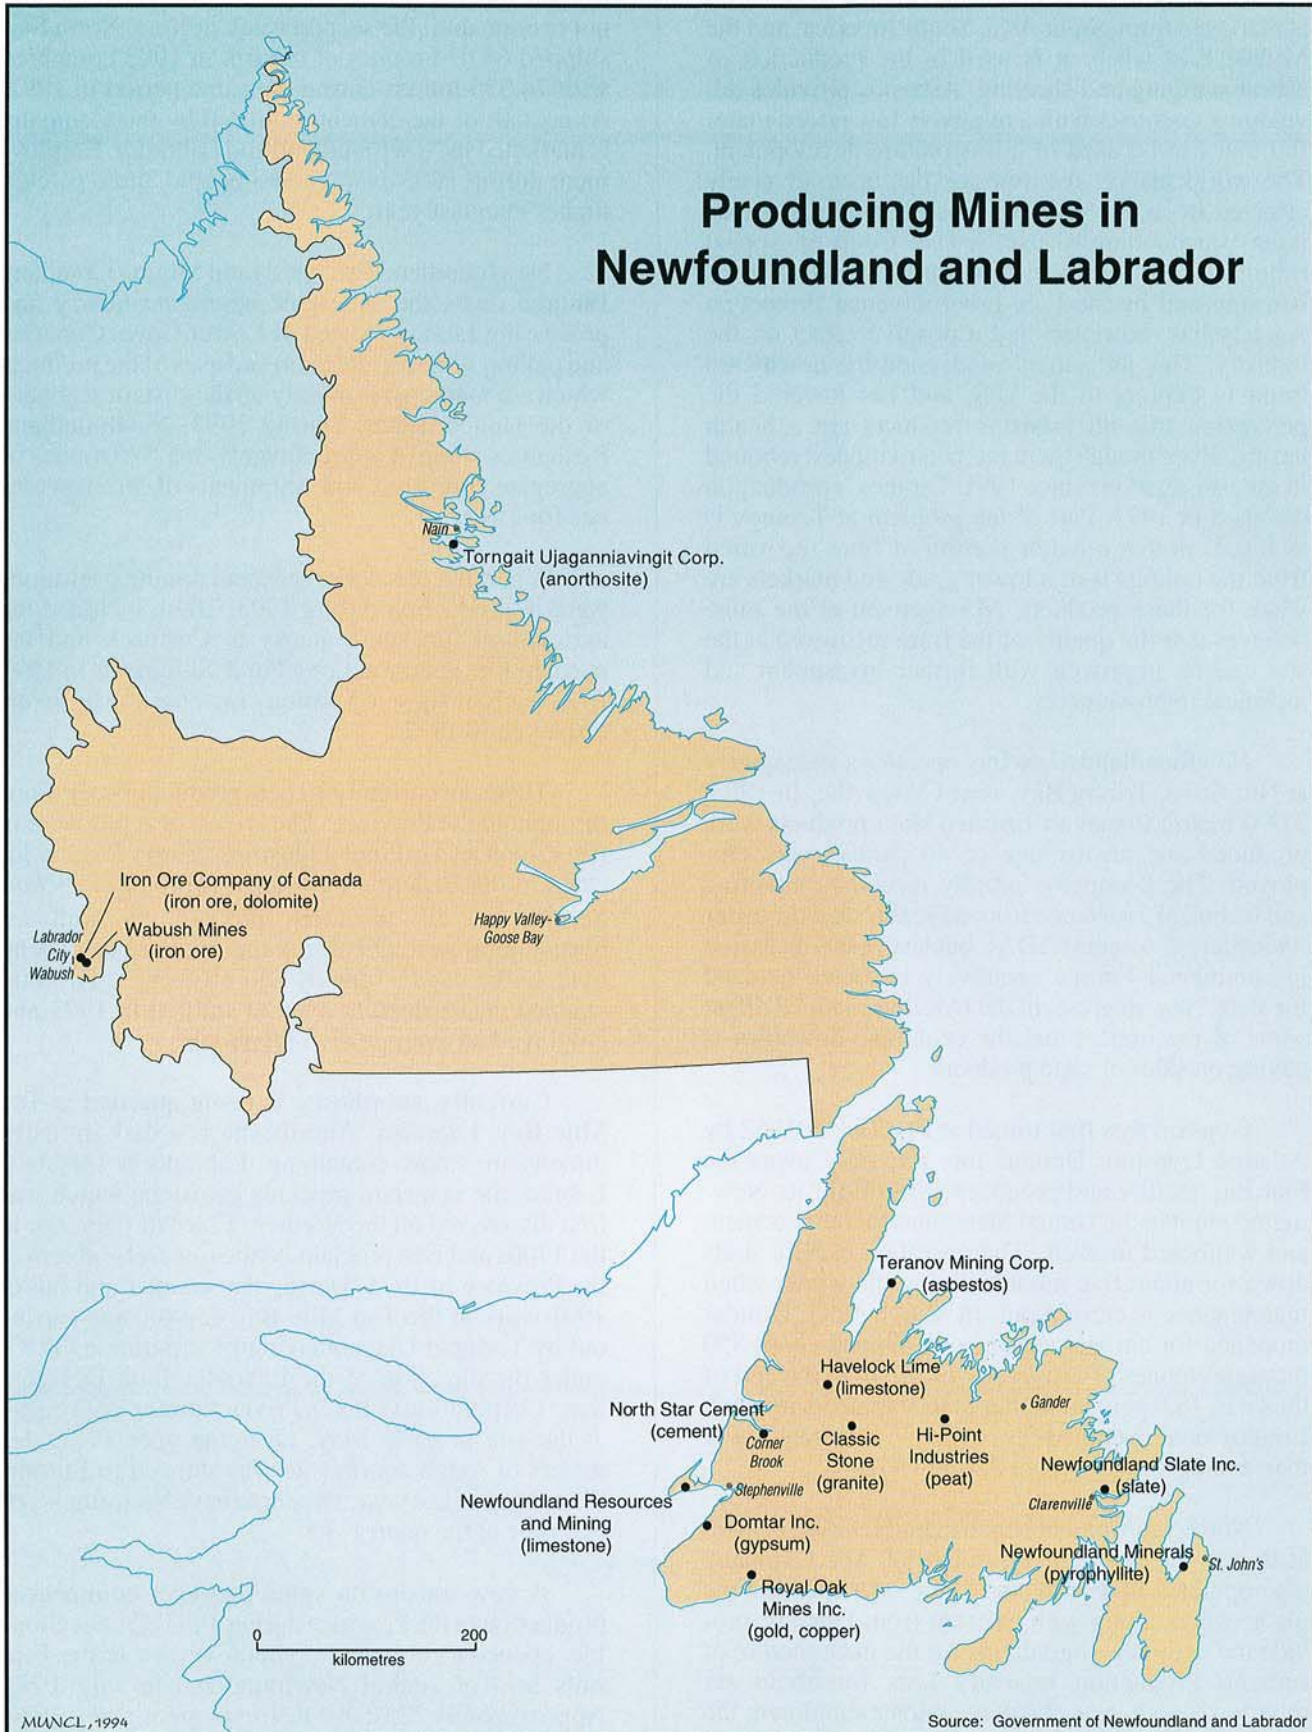 Producing Mines in
Newfoundland and Labrador
Nain
Torngait Ujaganniavingit Corp.
(anorthosite)
Iron Ore Company of Canada
(iron ore, dolomite)
Wabush Mines
(iron ore)
Labrador
City
Wabush
Happy Valley-
Goose Bay
Teranov Mining Corp.
(asbestos)
Havelock Lime
(limestone)
Gander
North Star Cement
(cement)
Corner
Brook
Classic
Stone
(granite)
Hi-Point
Industries
(peat)
Newfoundland Slate Inc.
(slate)
Clarenville
Stephenville
Newfoundland Resources
and Mining
(limestone)
Domtar Inc.
(gypsum)
Newfoundland Minerals
(pyrophyllite)
St. John's
Royal Oak
Mines Inc.
(gold, copper)
0 200
kilometres
MUNCL, 1994
Source: Government of Newfoundland and Labrador